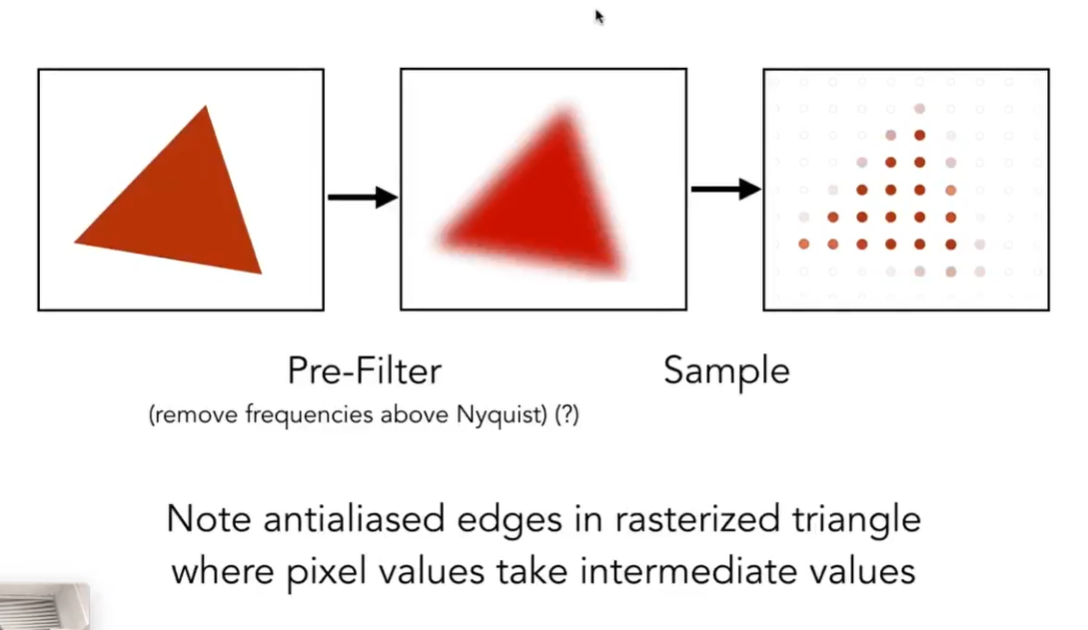 Pre-Filter
Sample
(remove frequencies above Nyquist) (?)
Note antialiased edges in rasterized triangle
where pixel values take intermediate values